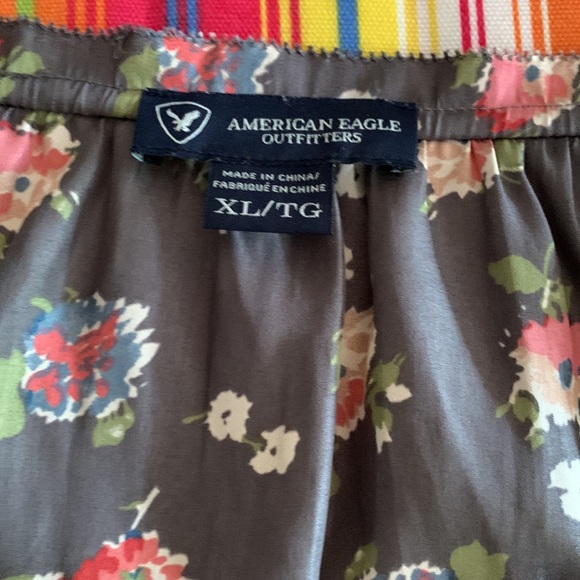 AMERICAN EAGLE
OUTFITTERS
MADE IN CHINA/
FABRIQUÉ EN CHINE
XL/TG